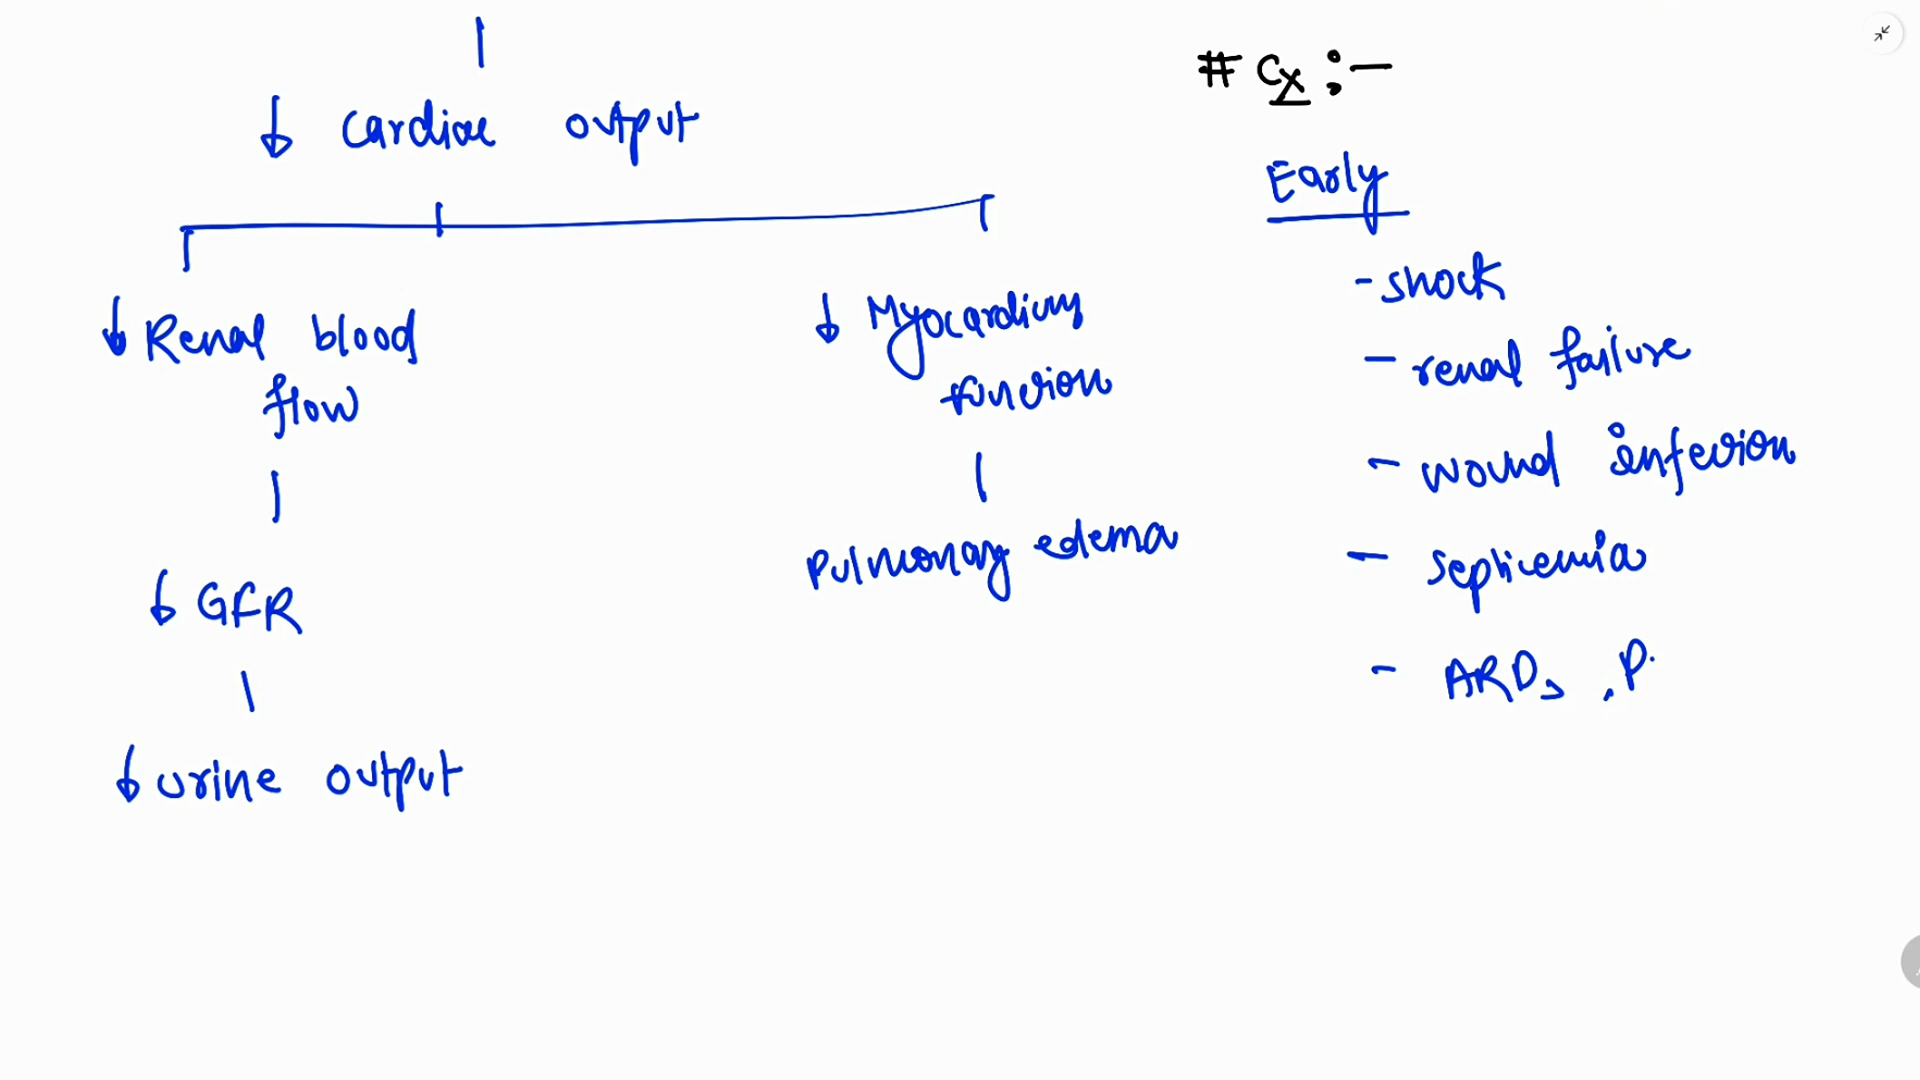 ↓ cardiac output
↓ Renal blood
flow
↓ GFR
↓ urine output
↓ Myocardium
function
Pulmonary edema
# Cx :-
Early
- shock
- renal failure
- wound infection
- septicemia
- ARDs, P.